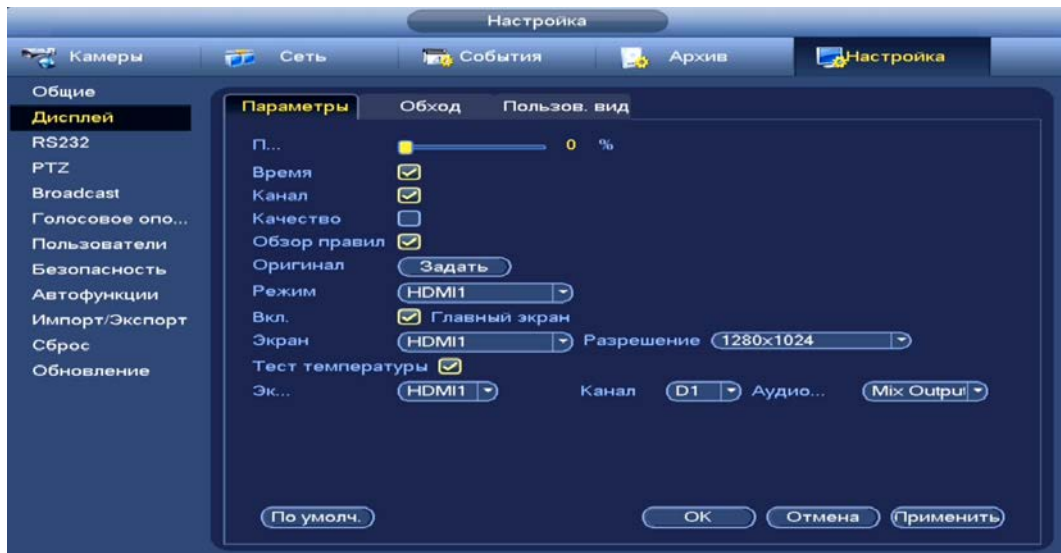 Настройка
Камеры Сеть События Архив Настройка
Общие
Дисплей
RS232
PTZ
Broadcast
Голосовое опо...
Пользователи
Безопасность
Автофункции
Импорт/Экспорт
Сброс
Обновление
Параметры Обход Пользов. вид
П... 0 %
Время
Канал
Качество
Обзор правил
Оригинал Задать
Режим HDMI1
Вкл. Главный экран
Экран HDMI1 Разрешение 1280x1024
Тест температуры
Эк... HDMI1 Канал D1 Аудио... Mix Output
По умолч. OK Отмена Применить